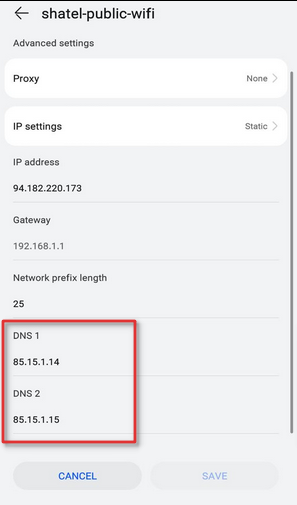 shatel-public-wifi
Advanced settings
Proxy None
IP settings Static
IP address
94.182.220.173
Gateway
192.168.1.1
Network prefix length
25
DNS 1
85.15.1.14
DNS 2
85.15.1.15
CANCEL SAVE